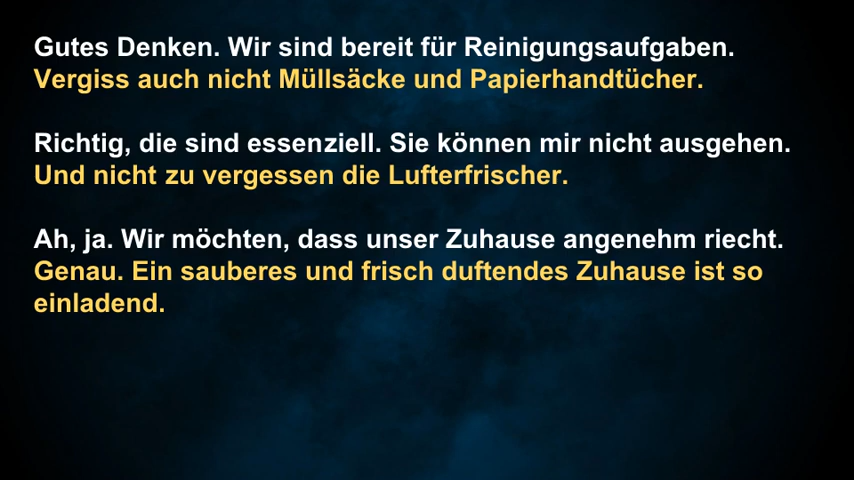 Gutes Denken. Wir sind bereit für Reinigungsaufgaben.
Vergiss auch nicht Müllsäcke und Papierhandtücher.
Richtig, die sind essenziell. Sie können mir nicht ausgehen.
Und nicht zu vergessen die Lufterfrischer.
Ah, ja. Wir möchten, dass unser Zuhause angenehm riecht.
Genau. Ein sauberes und frisch duftendes Zuhause ist so
einladend.